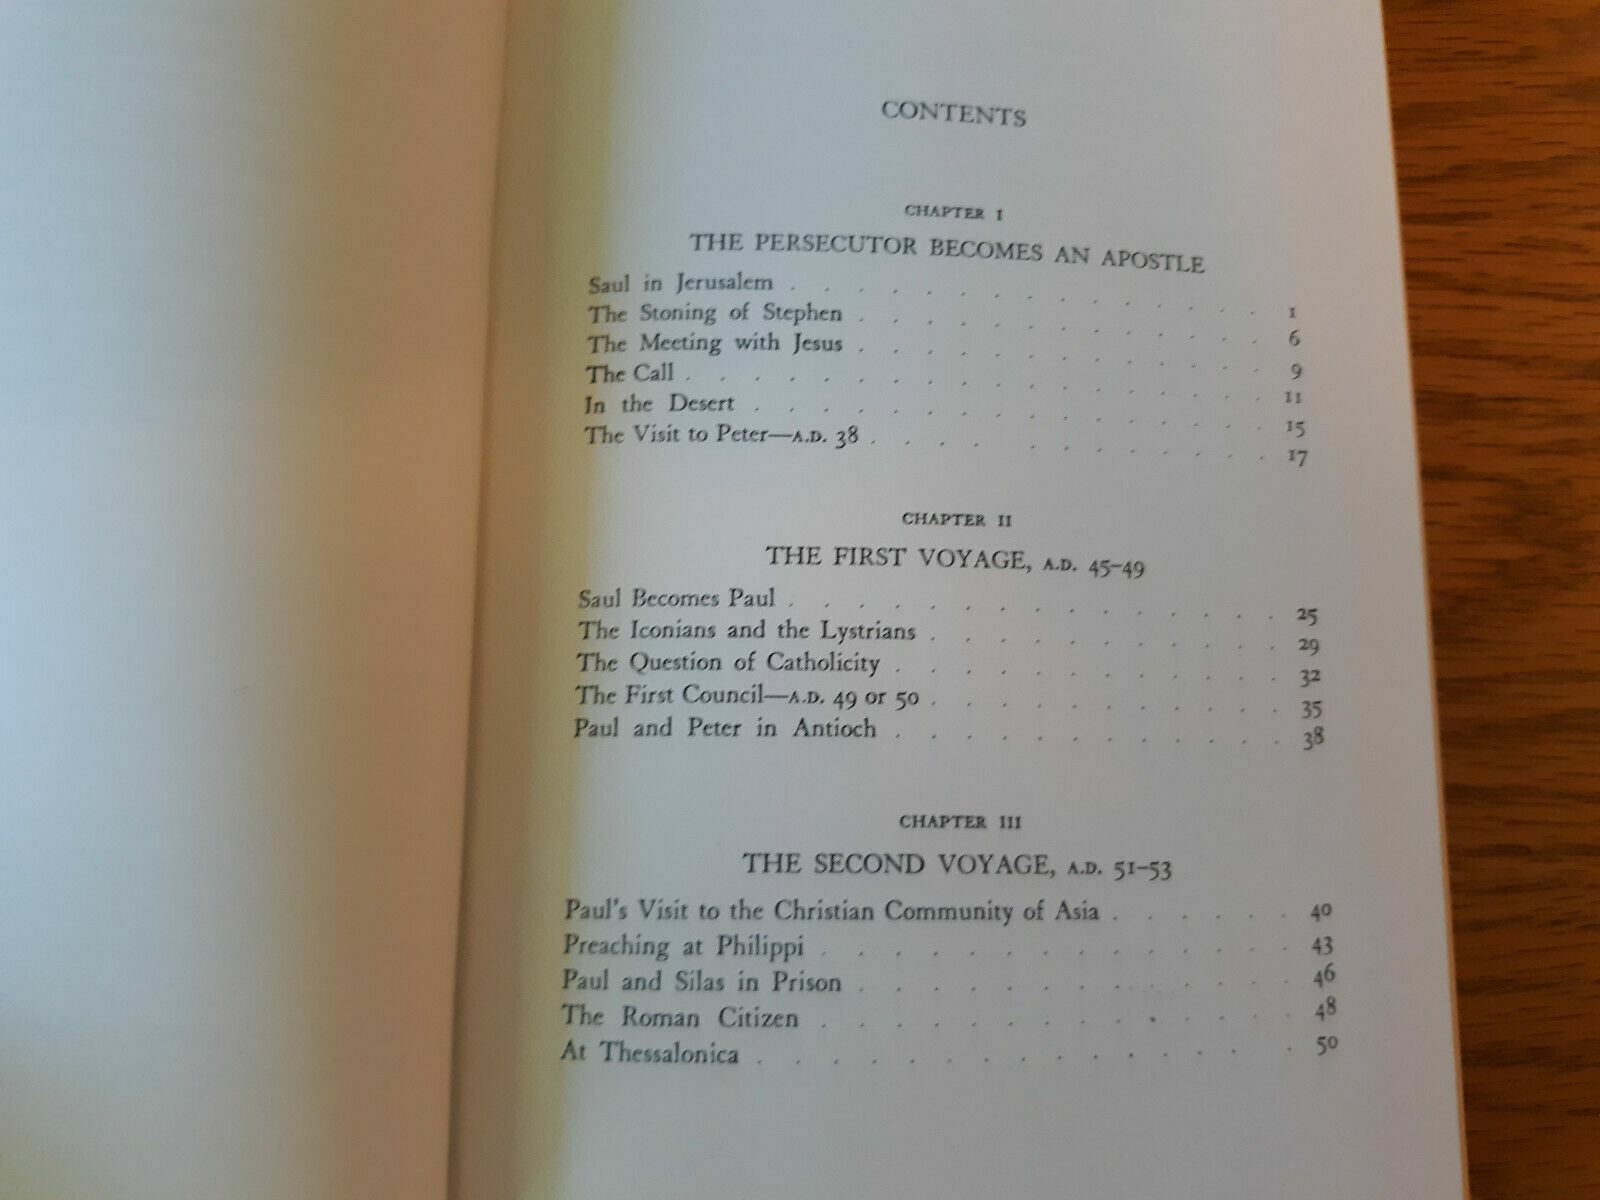 CONTENTS
CHAPTER I
THE PERSECUTOR BECOMES AN APOSTLE
Saul in Jerusalem . . . . . . . . . . . . . . 1
The Stoning of Stephen . . . . . . . . . . . . 6
The Meeting with Jesus . . . . . . . . . . . . 9
The Call . . . . . . . . . . . . . . . . . 11
In the Desert . . . . . . . . . . . . . . . 15
The Visit to Peter—A.D. 38 . . . . . . . . . . . 17
CHAPTER II
THE FIRST VOYAGE, A.D. 45–49
Saul Becomes Paul . . . . . . . . . . . . . . 25
The Iconians and the Lystrians . . . . . . . . . . 29
The Question of Catholicity . . . . . . . . . . . 32
The First Council—A.D. 49 or 50 . . . . . . . . . . 35
Paul and Peter in Antioch . . . . . . . . . . . 38
CHAPTER III
THE SECOND VOYAGE, A.D. 51–53
Paul's Visit to the Christian Community of Asia . . . . . . 40
Preaching at Philippi . . . . . . . . . . . . . 43
Paul and Silas in Prison . . . . . . . . . . . . 46
The Roman Citizen . . . . . . . . . . . . . 48
At Thessalonica . . . . . . . . . . . . . . 50